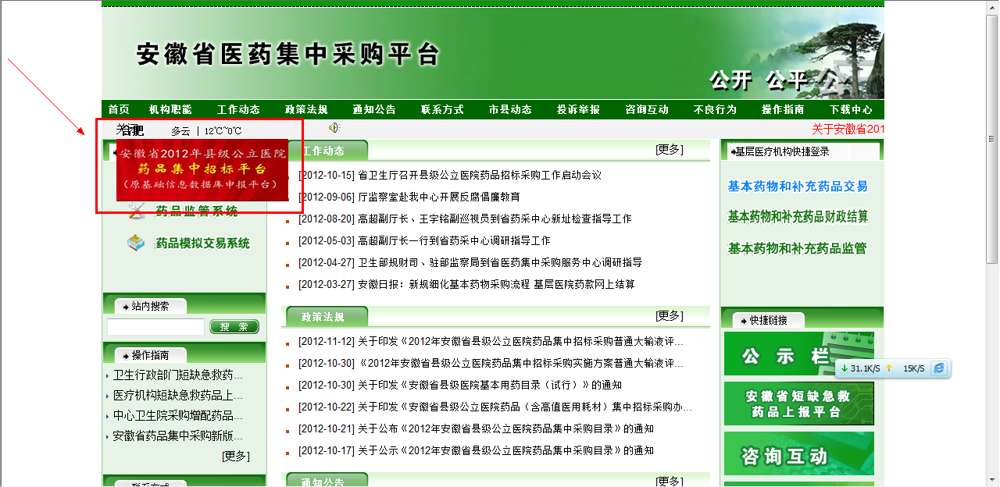 安徽省医药集中采购平台
公开 公平 公
首页 机构职能 工作动态 政策法规 通知公告 联系方式 市县动态 投诉举报 咨询互动 不良行为 操作指南 下载中心
关闭
合肥 多云 | 12℃~0℃
关于安徽省201
安徽省2012年县级公立医院
药品集中招标平台
（原基础信息数据库申报平台）
药品监管系统
药品模拟交易系统
站内搜索
搜 索
操作指南
卫生行政部门短缺急救药...
医疗机构短缺急救药品上...
中心卫生院采购增配药品...
安徽省药品集中采购新版...
[更多]
联系方式
工作动态 [更多]
[2012-10-15] 省卫生厅召开县级公立医院药品招标采购工作启动会议
[2012-09-06] 厅监察室赴我中心开展反腐倡廉教育
[2012-08-20] 高超副厅长、王宇铭副巡视员到省药采中心新址检查指导工作
[2012-05-03] 高超副厅长一行到省药采中心调研指导工作
[2012-04-27] 卫生部规财司、驻部监察局到省医药集中采购服务中心调研指导
[2012-03-27] 安徽日报：新规细化基本药物采购流程 基层医院药款网上结算
政策法规 [更多]
[2012-11-12] 关于印发《2012年安徽省县级公立医院药品集中招标采购普通大输液评...
[2012-10-30] 《2012年安徽省县级公立医院药品集中招标采购实施方案普通大输液评...
[2012-10-30] 关于印发《安徽省县级医院基本用药目录（试行）》的通知
[2012-10-22] 关于印发《安徽省县级公立医院药品（含高值医用耗材）集中招标采购办...
[2012-10-21] 关于公布《2012年安徽省县级公立医院药品集中采购目录》的通知
[2012-10-17] 关于公示《2012年安徽省县级公立医院药品集中采购目录》的通知
通知公告 [更多]
基层医疗机构快捷登录
基本药物和补充药品交易
基本药物和补充药品财政结算
基本药物和补充药品监管
快捷链接
公 示 栏
31.1K/S 15K/S
安徽省短缺急救
药品上报平台
咨询互动